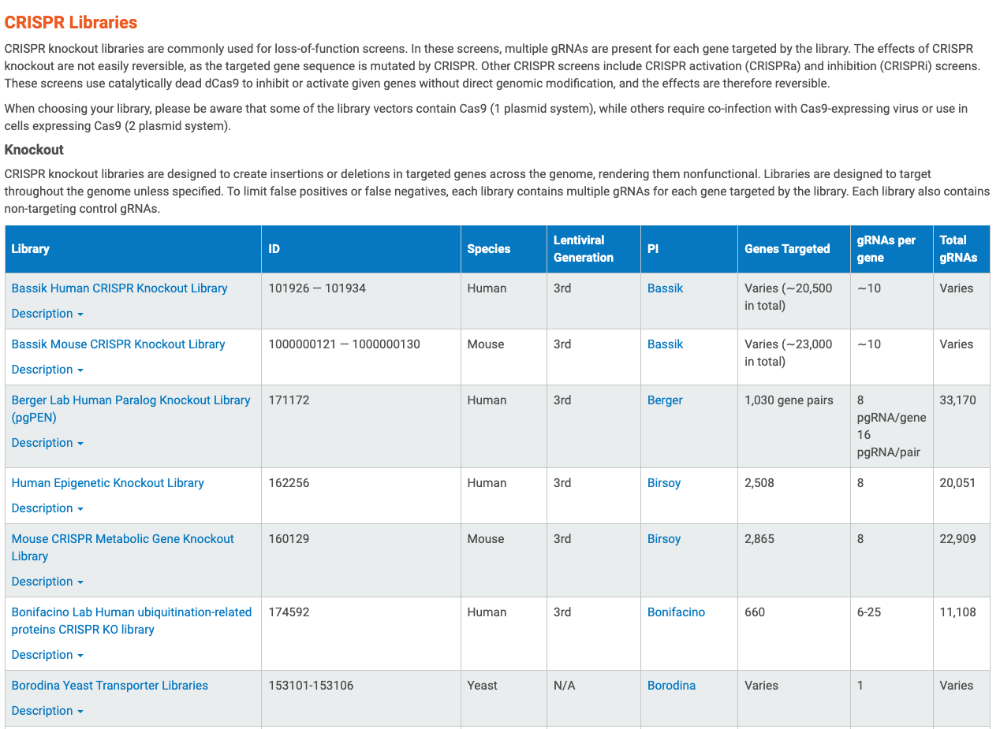 CRISPR Libraries
CRISPR knockout libraries are commonly used for loss-of-function screens. In these screens, multiple gRNAs are present for each gene targeted by the library. The effects of CRISPR
knockout are not easily reversible, as the targeted gene sequence is mutated by CRISPR. Other CRISPR screens include CRISPR activation (CRISPRa) and inhibition (CRISPRi) screens.
These screens use catalytically dead dCas9 to inhibit or activate given genes without direct genomic modification, and the effects are therefore reversible.
When choosing your library, please be aware that some of the library vectors contain Cas9 (1 plasmid system), while others require co-infection with Cas9-expressing virus or use in
cells expressing Cas9 (2 plasmid system).
Knockout
CRISPR knockout libraries are designed to create insertions or deletions in targeted genes across the genome, rendering them nonfunctional. Libraries are designed to target
throughout the genome unless specified. To limit false positives or false negatives, each library contains multiple gRNAs for each gene targeted by the library. Each library also contains
non-targeting control gRNAs.
Library ID Species Lentiviral Generation PI Genes Targeted gRNAs per gene Total gRNAs
Bassik Human CRISPR Knockout Library 101926 — 101934 Human 3rd Bassik Varies (~20,500 in total) ~10 Varies
Description
Bassik Mouse CRISPR Knockout Library 1000000121 — 1000000130 Mouse 3rd Bassik Varies (~23,000 in total) ~10 Varies
Description
Berger Lab Human Paralog Knockout Library (pgPEN) 171172 Human 3rd Berger 1,030 gene pairs 8 pgRNA/gene 16 pgRNA/pair 33,170
Description
Human Epigenetic Knockout Library 162256 Human 3rd Birsoy 2,508 8 20,051
Description
Mouse CRISPR Metabolic Gene Knockout Library 160129 Mouse 3rd Birsoy 2,865 8 22,909
Description
Bonifacino Lab Human ubiquitination-related proteins CRISPR KO library 174592 Human 3rd Bonifacino 660 6-25 11,108
Description
Borodina Yeast Transporter Libraries 153101-153106 Yeast N/A Borodina Varies 1 Varies
Description